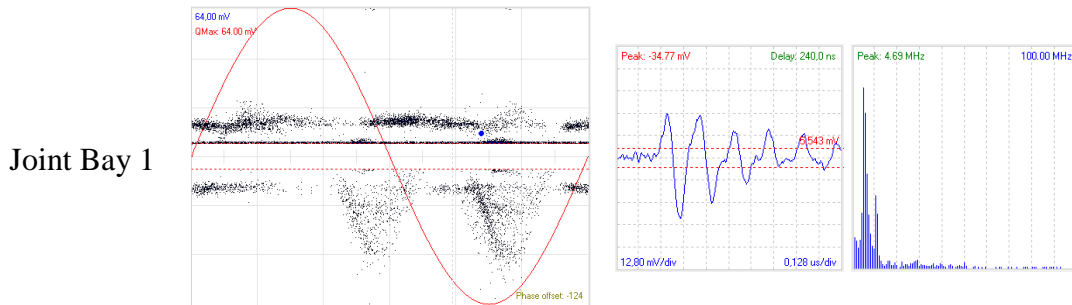 Joint Bay 1
64,00 mV
QMax: 64.00 mV
Phase offset: -124
Peak: -34.77 mV
Delay: 240,0 ns
5,543 mV
12,80 mV/div
0,128 us/div
Peak: 4.69 MHz
100.00 MHz